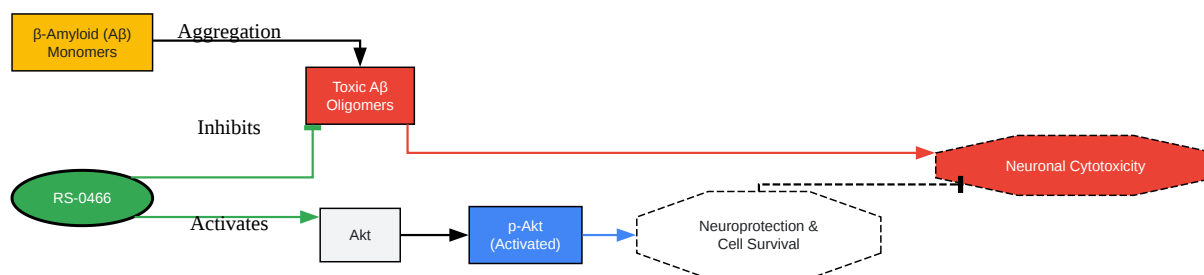 β-Amyloid (Aβ)
Monomers
Aggregation
Toxic Aβ
Oligomers
Inhibits
Neuronal Cytotoxicity
RS-0466
Activates
Akt
p-Akt
(Activated)
Neuroprotection &
Cell Survival